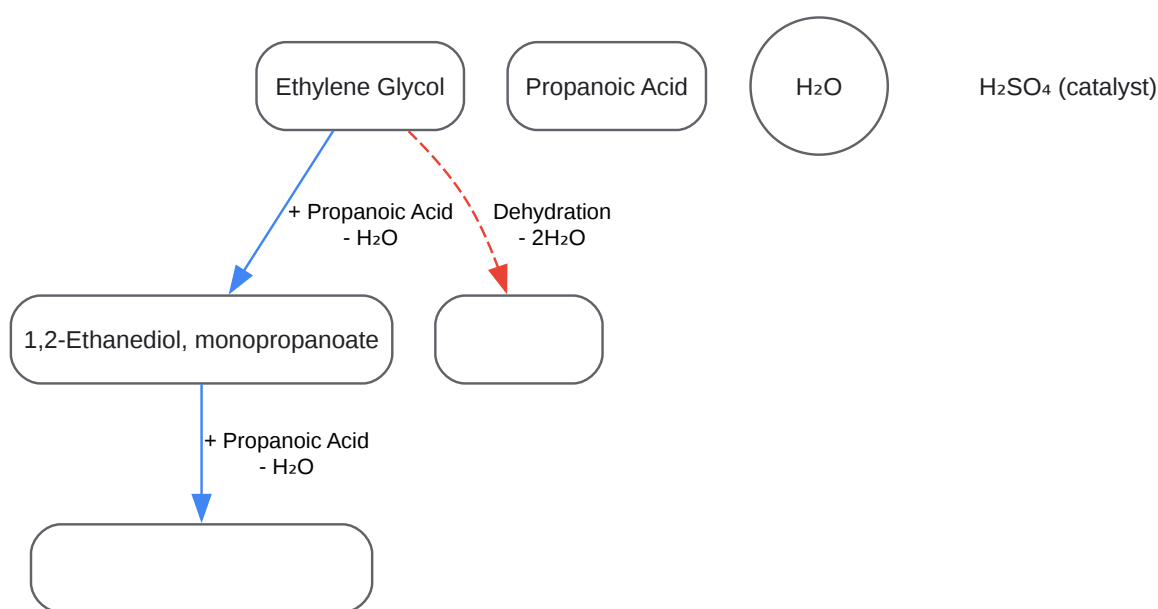 Ethylene Glycol
Propanoic Acid
H₂O
H₂SO₄ (catalyst)
+ Propanoic Acid
- H₂O
Dehydration
- 2H₂O
1,2-Ethanediol, monopropanoate
+ Propanoic Acid
- H₂O